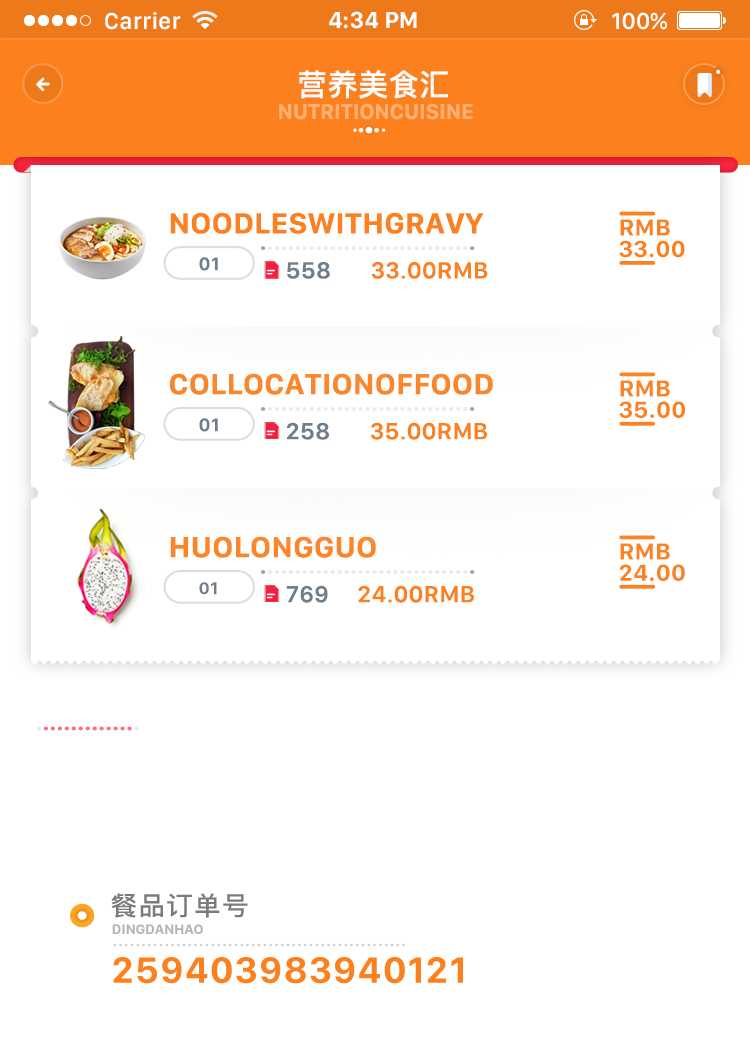 Carrier 4:34 PM 100%
营养美食汇
NUTRITIONCUISINE
NOODLESWITHGRAVY
01 558 33.00RMB
RMB
33.00
COLLOCATIONOFFOOD
01 258 35.00RMB
RMB
35.00
HUOLONGGUO
01 769 24.00RMB
RMB
24.00
餐品订单号
DINGDANHAO
259403983940121